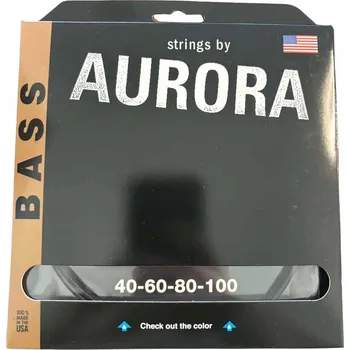 strings by
AURORA
BASS
40-60-80-100
100%
MADE
IN THE
USA
Check out the color